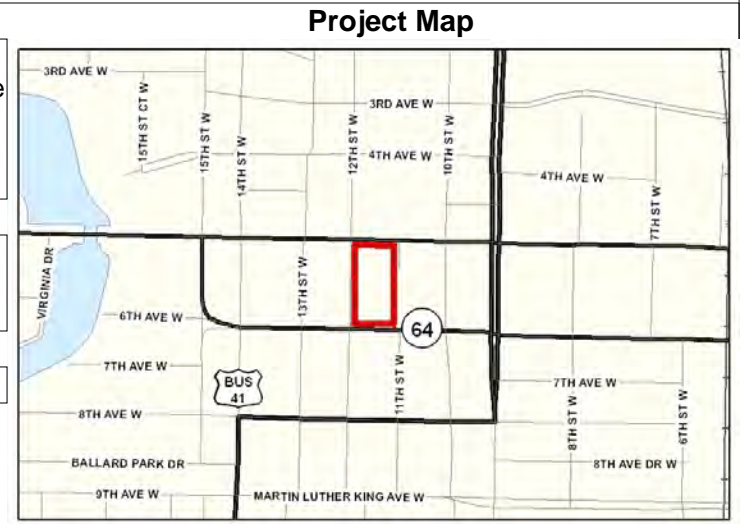 Project Map
e
3RD AVE W
15TH ST CT W
15TH ST W
14TH ST W
12TH ST W
3RD AVE W
10TH ST W
4TH AVE W
4TH AVE W
7TH ST W
VIRGINIA DR
13TH ST W
6TH AVE W
64
7TH AVE W
BUS
41
11TH ST W
7TH AVE W
8TH AVE W
8TH ST W
6TH ST W
BALLARD PARK DR
8TH AVE DR W
9TH AVE W
MARTIN LUTHER KING AVE W